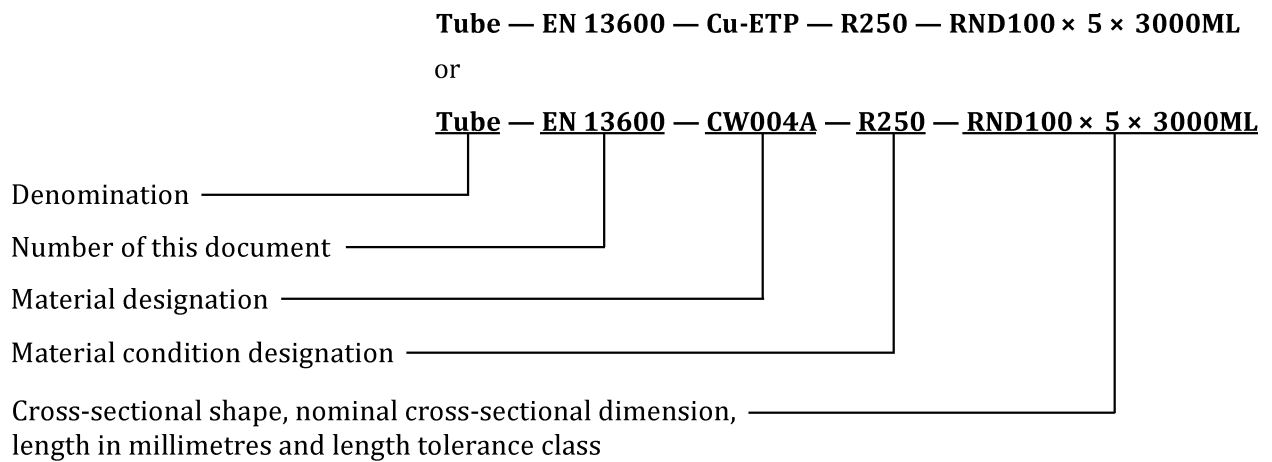 Tube — EN 13600 — Cu-ETP — R250 — RND100 × 5 × 3000ML
or
Tube — EN 13600 — CW004A — R250 — RND100 × 5 × 3000ML
Denomination
Number of this document
Material designation
Material condition designation
Cross-sectional shape, nominal cross-sectional dimension,
length in millimetres and length tolerance class